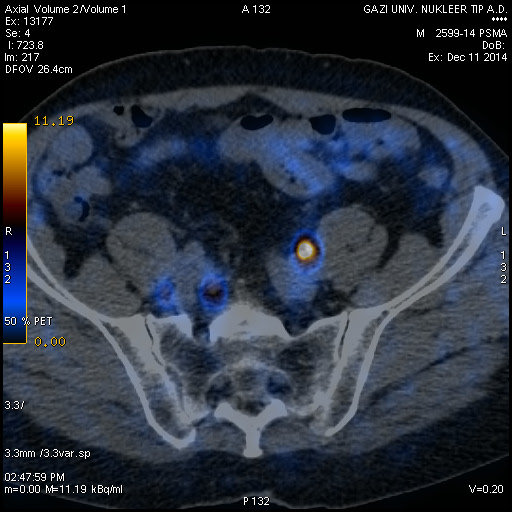 Axial Volume 2/Volume 1
Ex: 13177
Se: 4
I: 723.8
Im: 217
DFOV 26.4cm
A 132
GAZI UNIV. NUKLEER TIP A.D.
****
M 2599-14 PSMA
DoB:
Ex: Dec 11 2014
11.19
R
1
3
2
L
1
3
2
50 % PET
0.00
3.3/
3.3mm /3.3var.sp
02:47:59 PM
m=0.00 M=11.19 kBq/ml
P 132
V=0.20